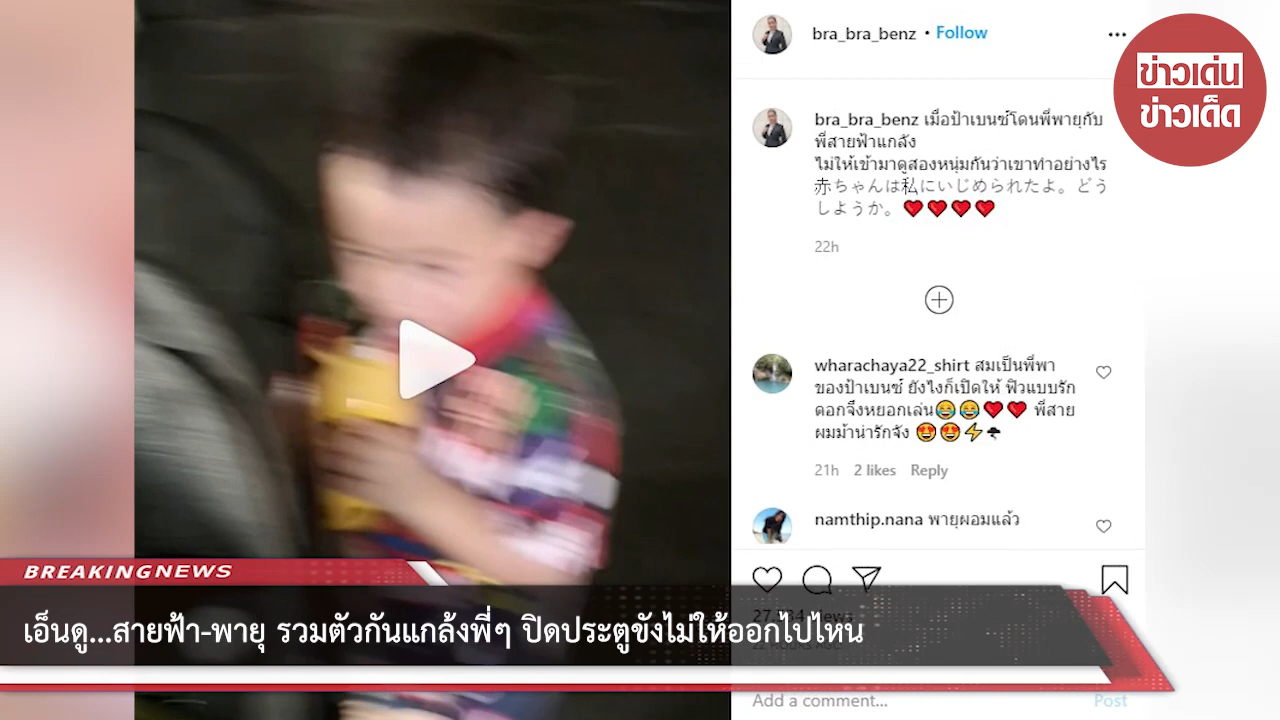 bra_bra_benz • Follow
ข่าวเด่น
ข่าวเด็ด
bra_bra_benz เมื่อป้าเบนซ์โดนพี่พายุกับ
พี่สายฟ้าแกล้ง
ไม่ให้เข้ามาดูสองหนุ่มกันว่าเขาทำอย่างไร
赤ちゃんは私にいじめられたよ。どう
しようか。❤❤❤❤
22h
wharachaya22_shirt สมเป็นพี่พา
ของป้าเบนซ์ ยังไงก็เปิดให้ ฟิวแบบรัก
ดอกจึงหยอกเล่น😂😂❤❤ พี่สาย
ผมม้าน่ารักจัง 😍😍⚡🌪
21h 2 likes Reply
namthip.nana พายุผอมแล้ว
BREAKING NEWS
เอ็นดู...สายฟ้า-พายุ รวมตัวกันแกล้งพี่ๆ ปิดประตูขังไม่ให้ออกไปไหน
22 HOURS AGO
Add a comment... Post